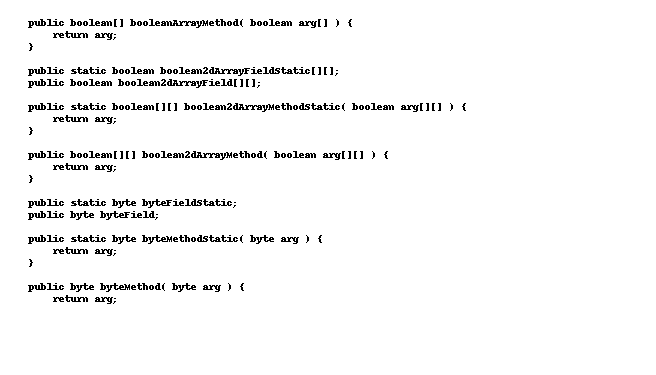 public boolean[] booleanArrayMethod( boolean arg[] ) {
return arg;
}
public static boolean boolean2dArrayFieldStatic[][];
public boolean boolean2dArrayField[][];
public static boolean[][] boolean2dArrayMethodStatic( boolean arg[][] ) {
return arg;
}
public boolean[][] boolean2dArrayMethod( boolean arg[][] ) {
return arg;
}
public static byte byteFieldStatic;
public byte byteField;
public static byte byteMethodStatic( byte arg ) {
return arg;
}
public byte byteMethod( byte arg ) {
return arg;